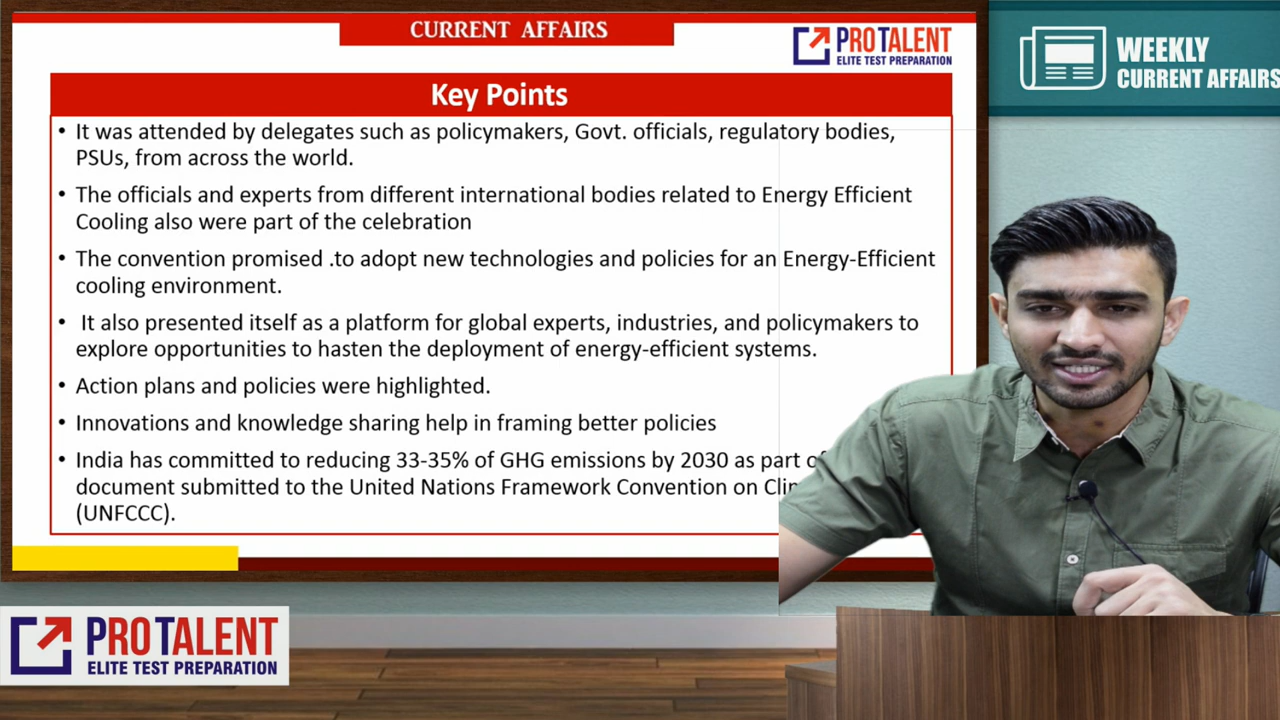 CURRENT AFFAIRS
PROTALENT
ELITE TEST PREPARATION
WEEKLY
CURRENT AFFAIRS
Key Points
• It was attended by delegates such as policymakers, Govt. officials, regulatory bodies,
PSUs, from across the world.
• The officials and experts from different international bodies related to Energy Efficient
Cooling also were part of the celebration
• The convention promised .to adopt new technologies and policies for an Energy-Efficient
cooling environment.
• It also presented itself as a platform for global experts, industries, and policymakers to
explore opportunities to hasten the deployment of energy-efficient systems.
• Action plans and policies were highlighted.
• Innovations and knowledge sharing help in framing better policies
• India has committed to reducing 33-35% of GHG emissions by 2030 as part of
document submitted to the United Nations Framework Convention on
(UNFCCC).
PROTALENT
ELITE TEST PREPARATION